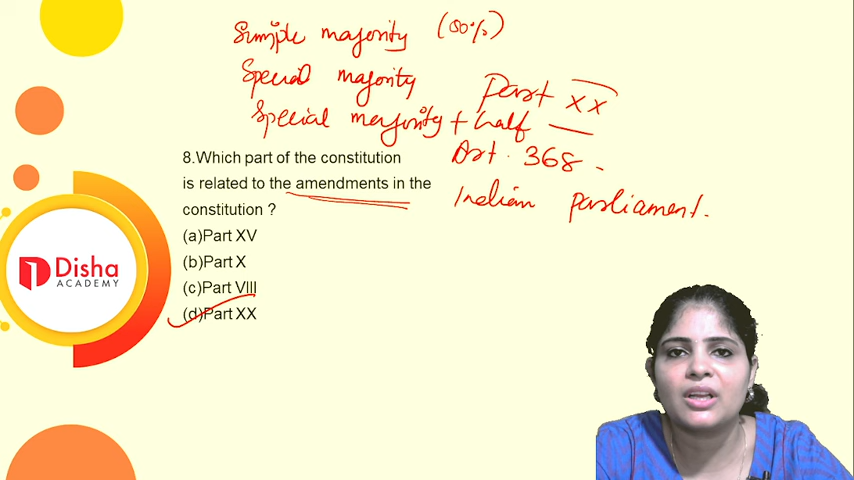 Simple majority (50%)
Special majority
Part XX
Special majority + half
Art. 368.
Indian parliament.
8.Which part of the constitution
is related to the amendments in the
constitution ?
(a)Part XV
(b)Part X
(c)Part VIII
(d)Part XX
Disha
ACADEMY